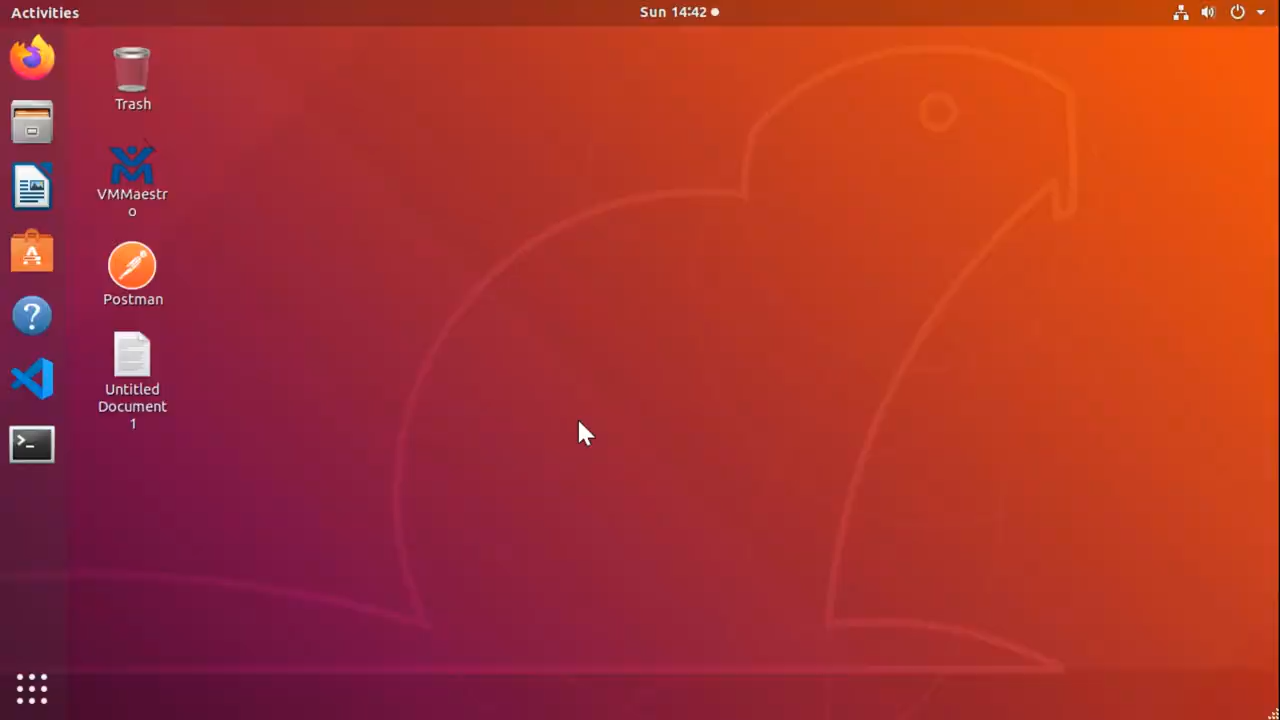 Activities
Sun 14:42
Trash
VMMaestr
o
Postman
Untitled
Document
1